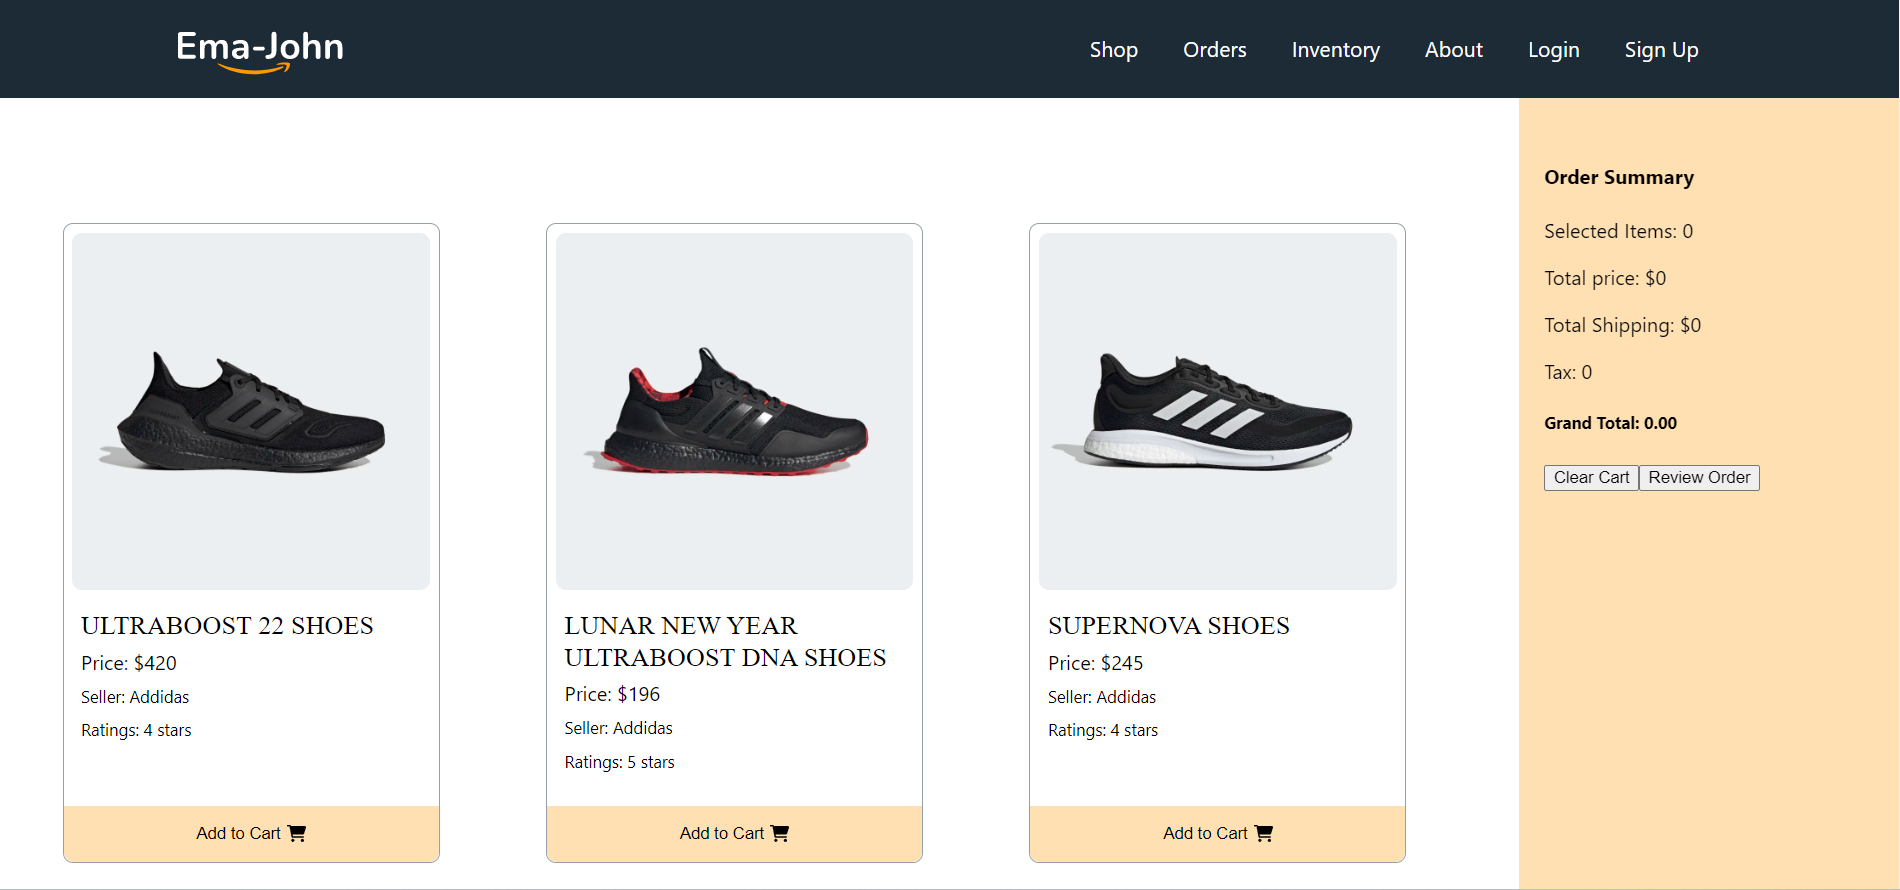 Ema-John
Shop Orders Inventory About Login Sign Up
ULTRABOOST 22 SHOES
Price: $420
Seller: Addidas
Ratings: 4 stars
Add to Cart
LUNAR NEW YEAR
ULTRABOOST DNA SHOES
Price: $196
Seller: Addidas
Ratings: 5 stars
Add to Cart
SUPERNOVA SHOES
Price: $245
Seller: Addidas
Ratings: 4 stars
Add to Cart
Order Summary
Selected Items: 0
Total price: $0
Total Shipping: $0
Tax: 0
Grand Total: 0.00
Clear Cart Review Order